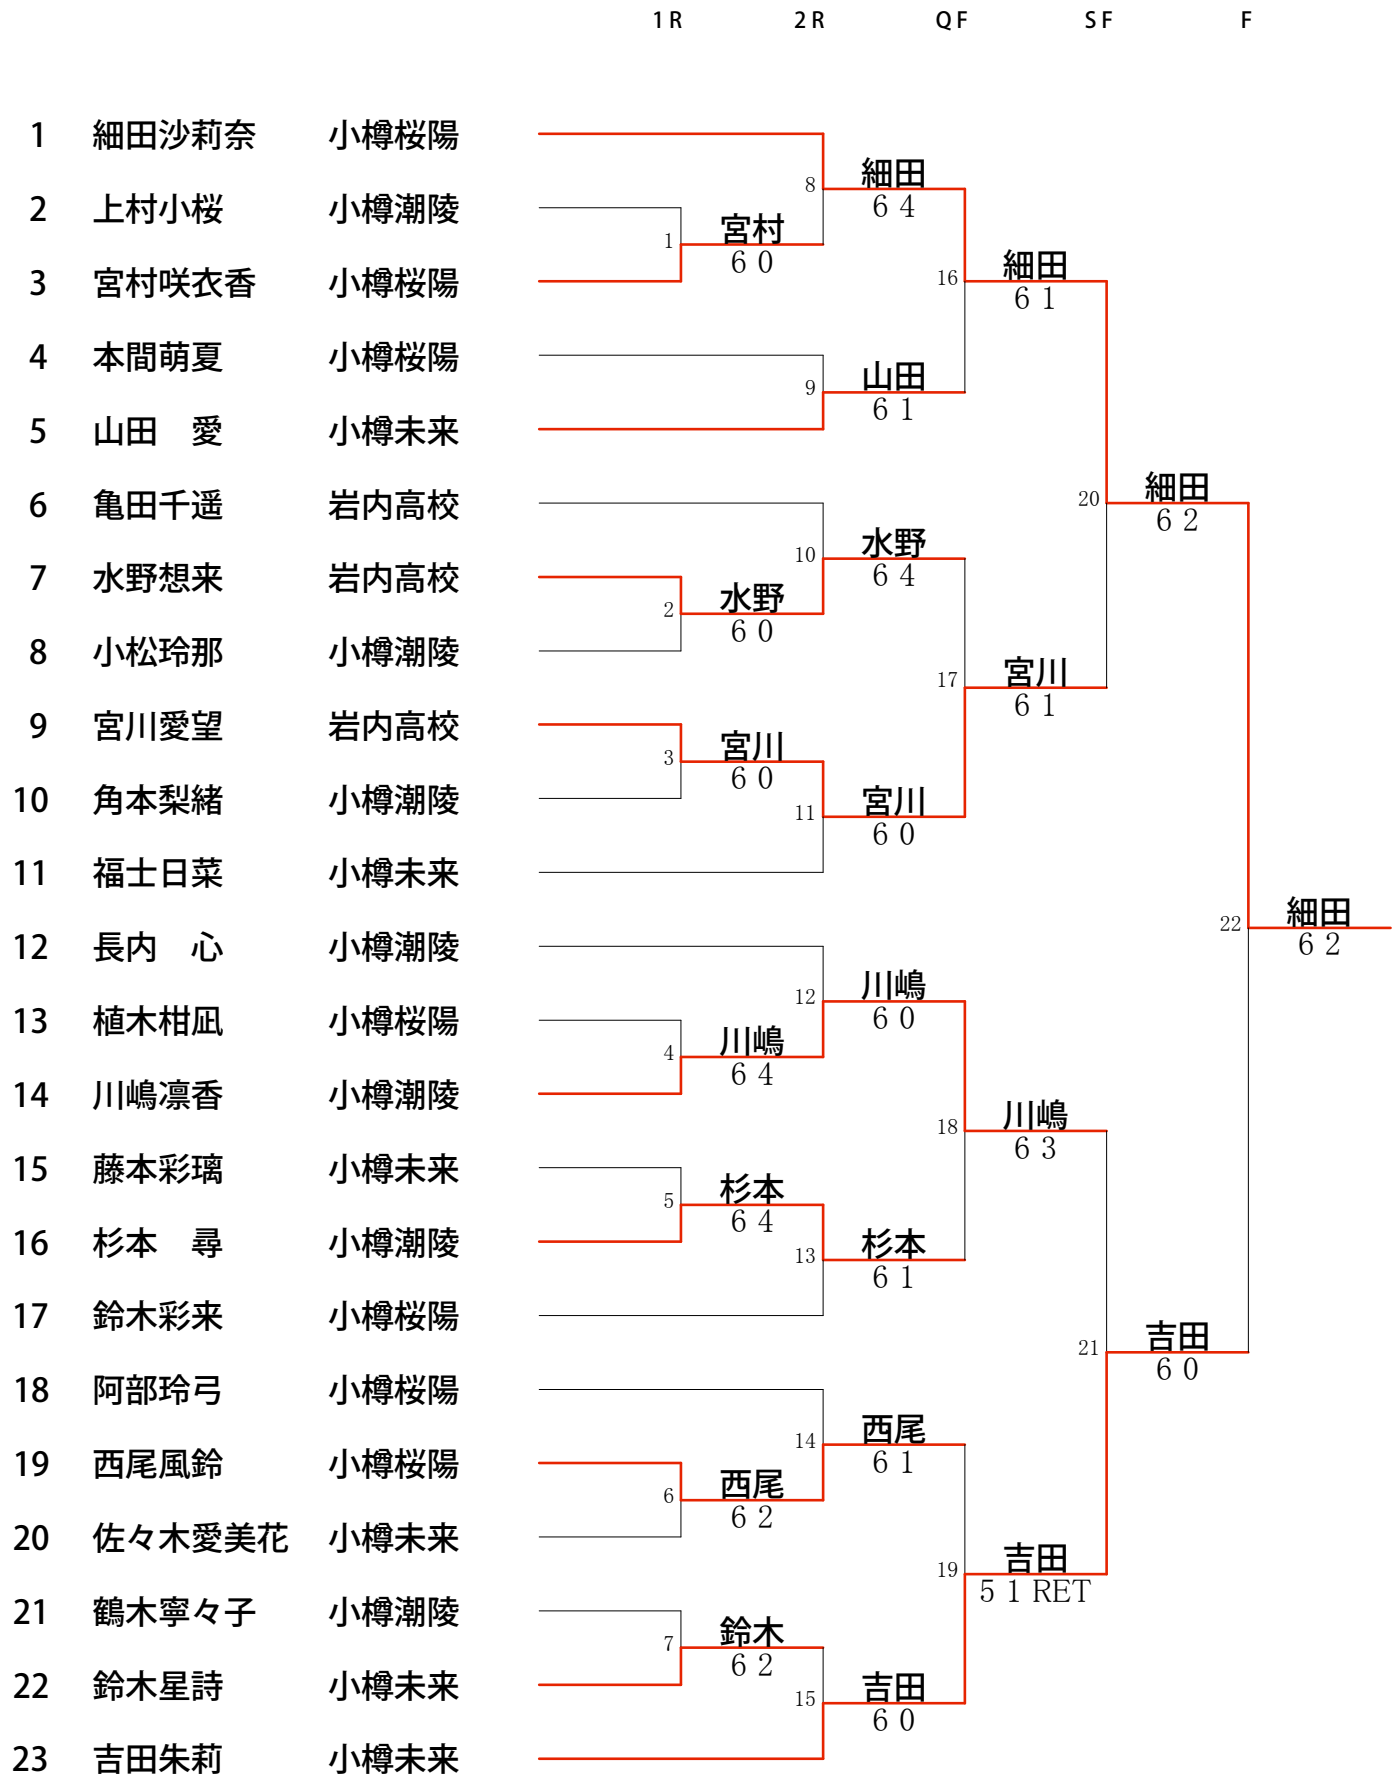 1R 2R QF SF F
1 細田沙莉奈 小樽桜陽
細田
8
2 上村小桜 小樽潮陵
6 4
宮村
1
6 0
細田
3 宮村咲衣香 小樽桜陽
16
6 1
4 本間萌夏 小樽桜陽
山田
9
6 1
5 山田 愛 小樽未来
細田
6 亀田千遥 岩内高校
20
6 2
水野
10
7 水野想来 岩内高校
6 4
水野
2
6 0
8 小松玲那 小樽潮陵
宮川
17
6 1
9 宮川愛望 岩内高校
宮川
3
6 0
10 角本梨緒 小樽潮陵
宮川
11
6 0
11 福士日菜 小樽未来
細田
22
12 長内 心 小樽潮陵
6 2
川嶋
12
13 植木柑凪 小樽桜陽
6 0
川嶋
4
6 4
14 川嶋凛香 小樽潮陵
川嶋
18
6 3
15 藤本彩璃 小樽未来
杉本
5
6 4
16 杉本 尋 小樽潮陵
杉本
13
6 1
17 鈴木彩来 小樽桜陽
吉田
21
6 0
18 阿部玲弓 小樽桜陽
西尾
14
6 1
19 西尾風鈴 小樽桜陽
西尾
6
6 2
20 佐々木愛美花 小樽未来
吉田
19
5 1 RET
21 鶴木寧々子 小樽潮陵
鈴木
7
6 2
22 鈴木星詩 小樽未来
吉田
15
6 0
23 吉田朱莉 小樽未来